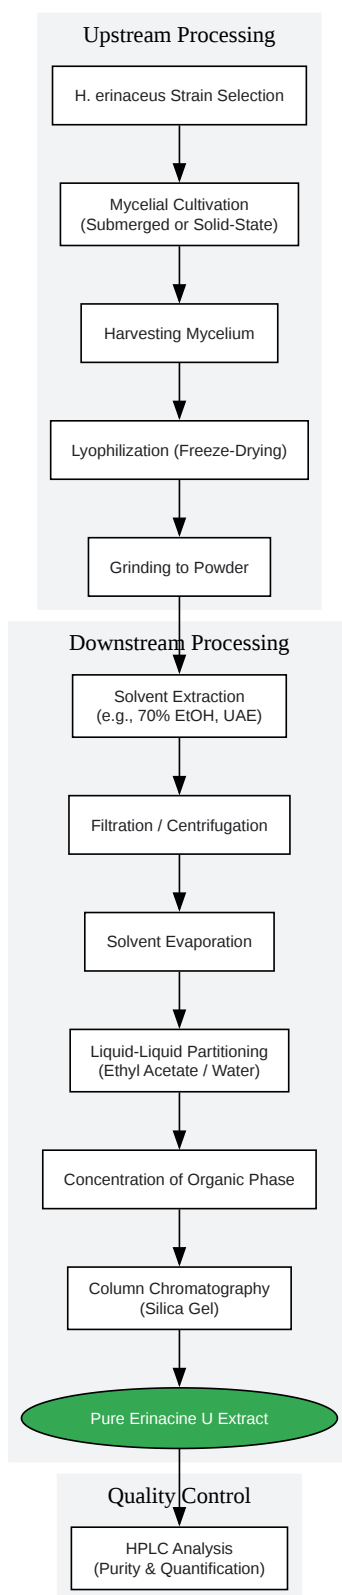 Upstream Processing
H. erinaceus Strain Selection
Mycelial Cultivation
(Submerged or Solid-State)
Harvesting Mycelium
Lyophilization (Freeze-Drying)
Grinding to Powder
Downstream Processing
Solvent Extraction
(e.g., 70% EtOH, UAE)
Filtration / Centrifugation
Solvent Evaporation
Liquid-Liquid Partitioning
(Ethyl Acetate / Water)
Concentration of Organic Phase
Column Chromatography
(Silica Gel)
Pure Erinacine U Extract
Quality Control
HPLC Analysis
(Purity & Quantification)